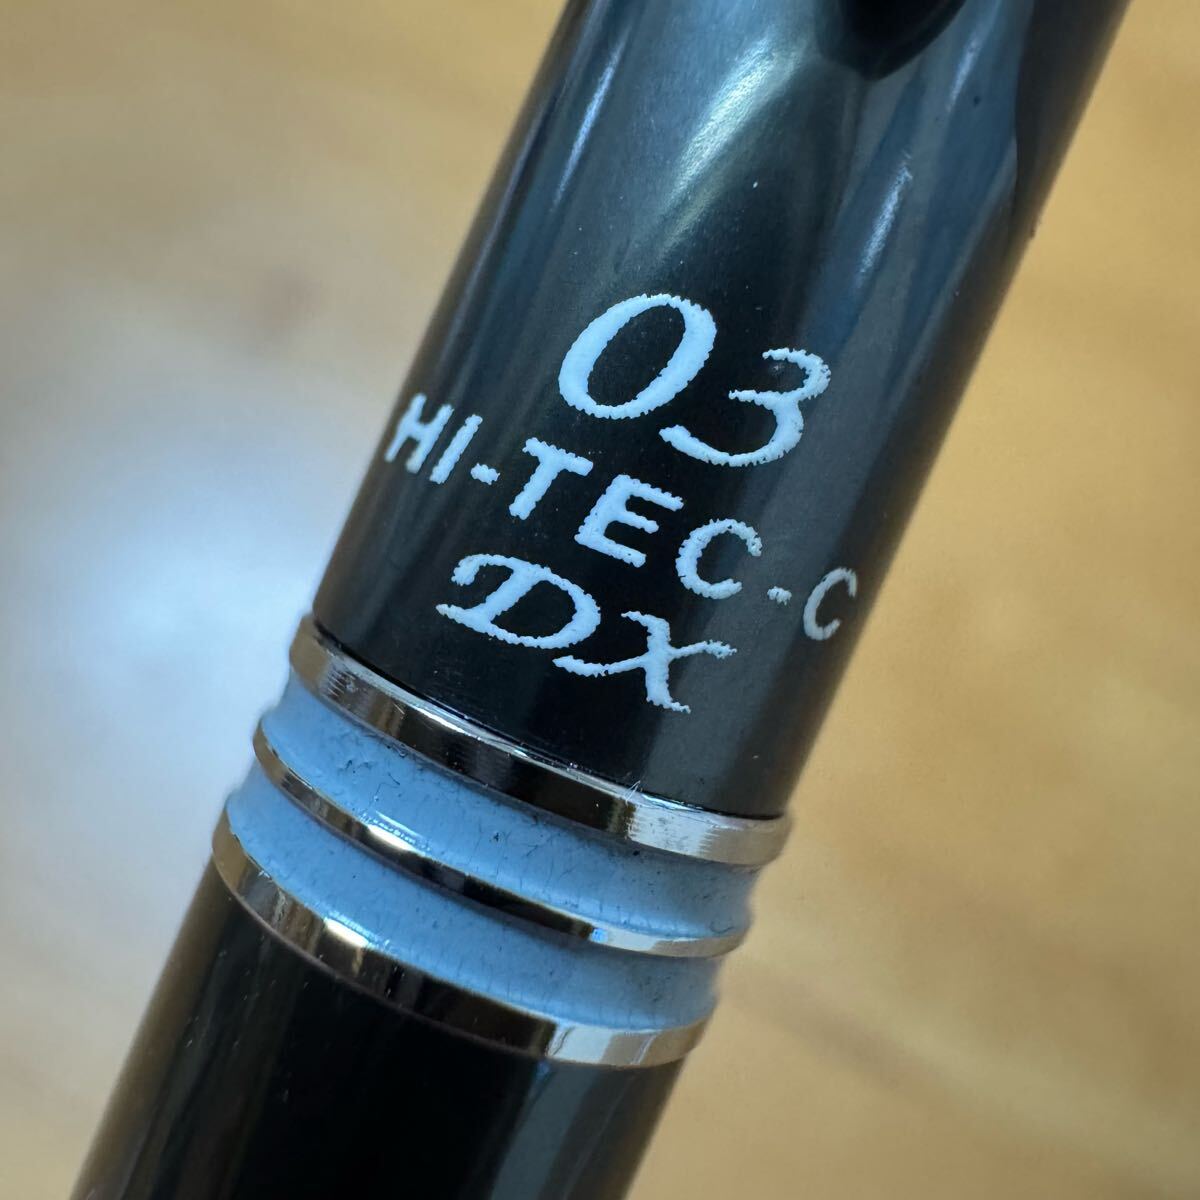 03
HI-TEC-C
DX